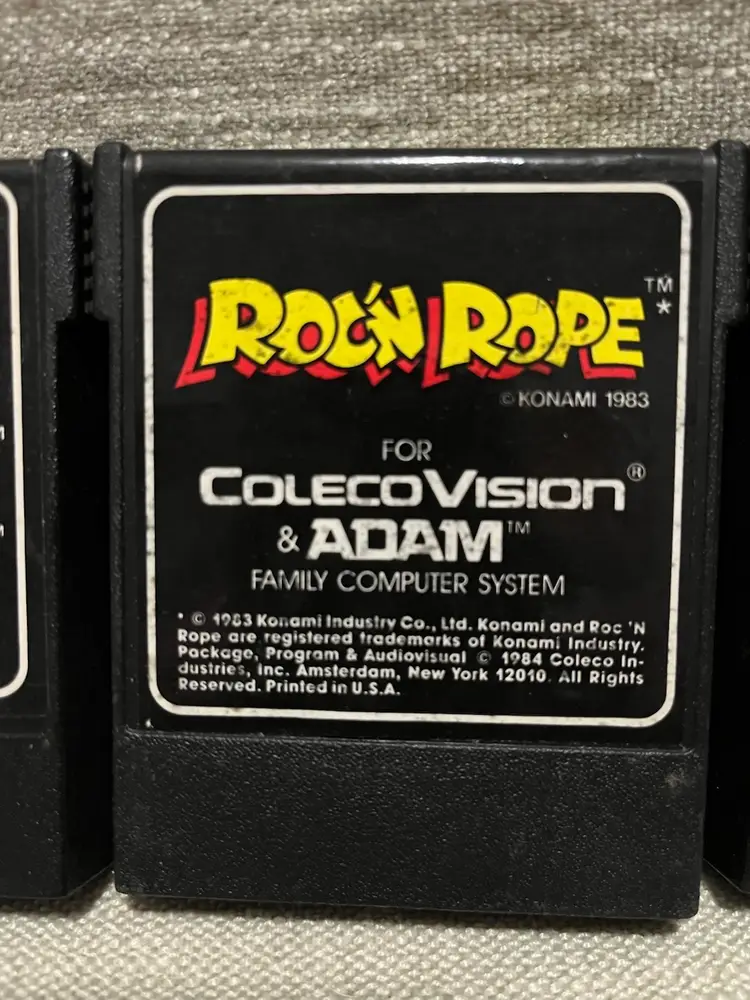 ROC'N ROPE™*
© KONAMI 1983
FOR
COLECOVISION®
& ADAM™
FAMILY COMPUTER SYSTEM
* © 1983 Konami Industry Co., Ltd. Konami and Roc 'N
Rope are registered trademarks of Konami Industry.
Package, Program & Audiovisual © 1984 Coleco In-
dustries, Inc. Amsterdam, New York 12010. All Rights
Reserved. Printed in U.S.A.